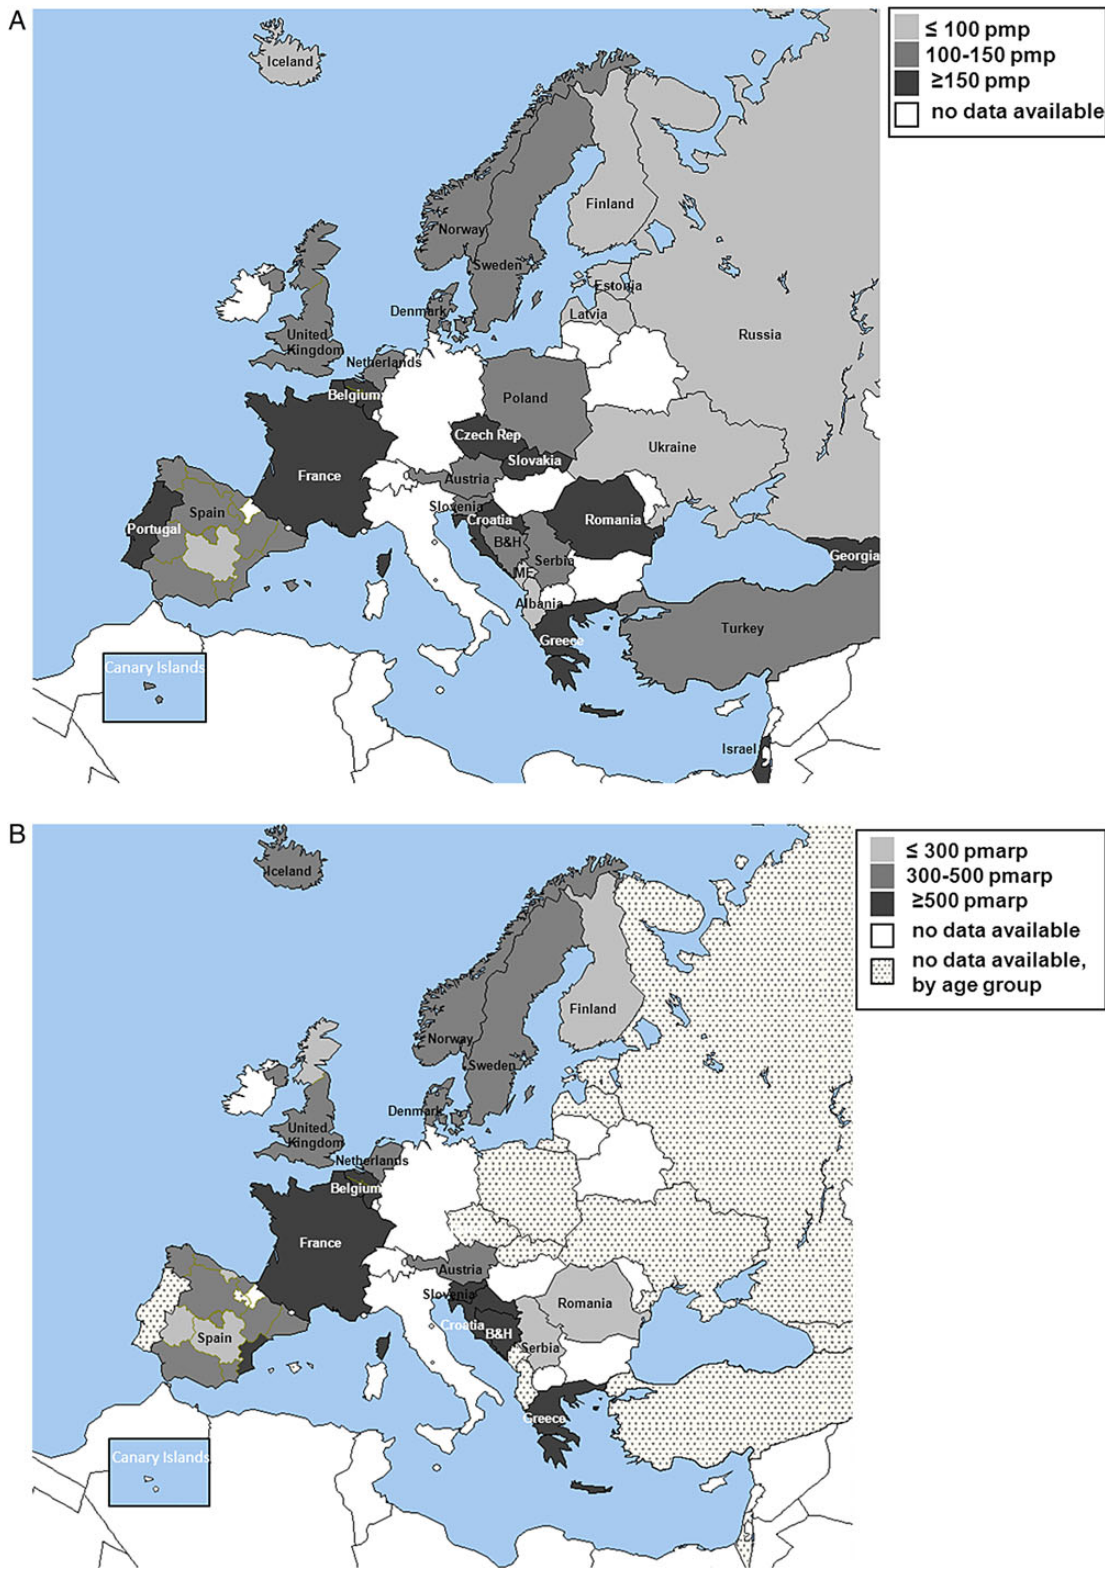 A
≤ 100 pmp
100-150 pmp
≥150 pmp
no data available
Iceland
Finland
Norway
Sweden
Estonia
Denmark
Latvia
Russia
United
Kingdom
Netherlands
Belgium
Poland
Czech Rep
Ukraine
Slovakia
France
Austria
Slovenia
Spain
Croatia
Romania
Portugal
B&H
Serbia
Georgia
ME
Albania
Turkey
Greece
Canary Islands
Israel
B
≤ 300 pmarp
300-500 pmarp
≥500 pmarp
no data available
no data available,
by age group
Iceland
Finland
Norway
Sweden
Denmark
United
Kingdom
Netherlands
Belgium
France
Austria
Slovenia
Romania
Croatia
B&H
Spain
Serbia
Greece
Canary Islands